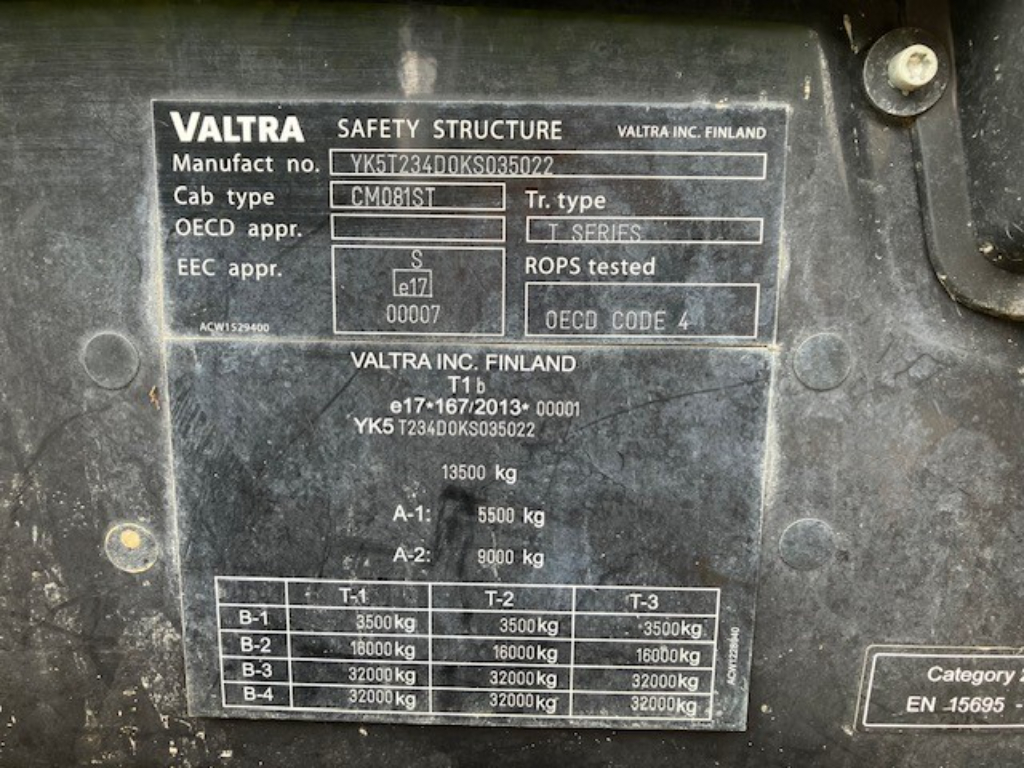 VALTRA SAFETY STRUCTURE VALTRA INC. FINLAND
Manufact no. YK5T234D0KS035022
Cab type CM081ST Tr. type
OECD appr. T SERIES
EEC appr. S ROPS tested
e17
00007 OECD CODE 4
ACW1529400
VALTRA INC. FINLAND
T1b
e17*167/2013* 00001
YK5 T234D0KS035022
13500 kg
A-1: 5500 kg
A-2: 9000 kg
T-1 T-2 T-3
B-1 3500kg 3500kg 3500kg
B-2 16000kg 16000kg 16000kg
B-3 32000kg 32000kg 32000kg
B-4 32000kg 32000kg 32000kg
Category
EN 15695 -